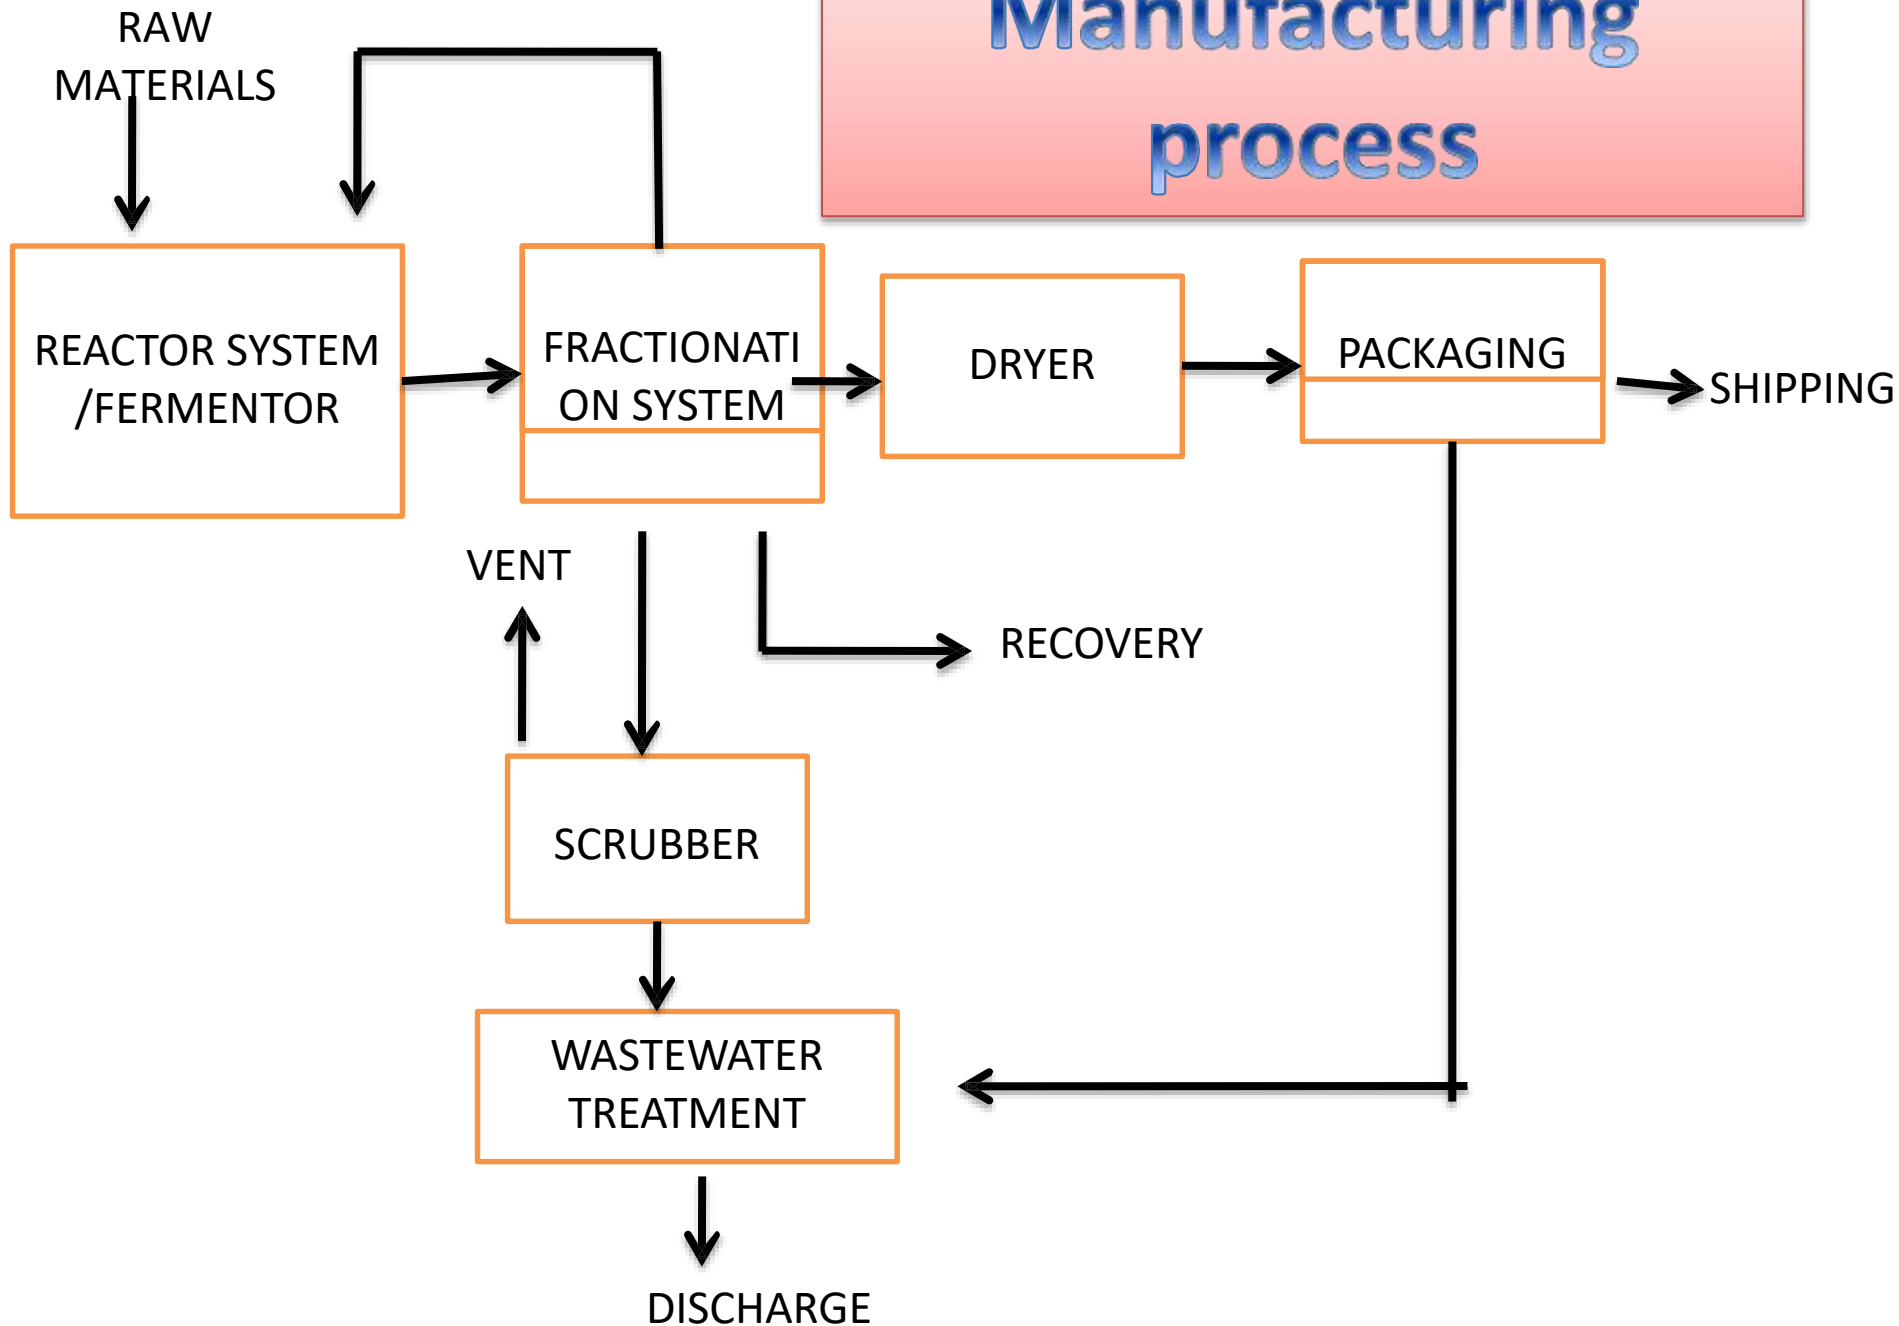 Manufacturing
process
RAW
MATERIALS
REACTOR SYSTEM
/FERMENTOR
FRACTIONATI
ON SYSTEM
DRYER
PACKAGING
SHIPPING
VENT
RECOVERY
SCRUBBER
WASTEWATER
TREATMENT
DISCHARGE